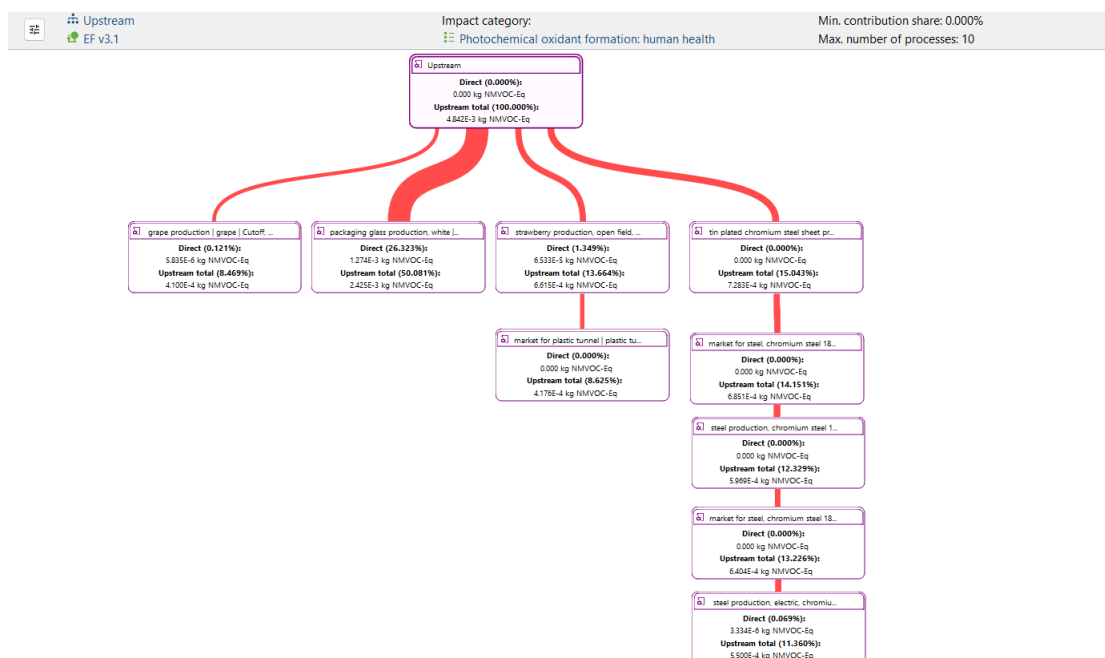 Upstream
EF v3.1
Impact category:
Photochemical oxidant formation: human health
Min. contribution share: 0.000%
Max. number of processes: 10
Upstream
Direct (0.000%):
0.000 kg NMVOC-Eq
Upstream total (100.000%):
4.842E-3 kg NMVOC-Eq
grape production | grape | Cutoff, ...
Direct (0.121%):
5.835E-6 kg NMVOC-Eq
Upstream total (8.469%):
4.100E-4 kg NMVOC-Eq
packaging glass production, white |...
Direct (26.323%):
1.274E-3 kg NMVOC-Eq
Upstream total (50.081%):
2.425E-3 kg NMVOC-Eq
strawberry production, open field, ...
Direct (1.349%):
6.533E-5 kg NMVOC-Eq
Upstream total (13.664%):
6.615E-4 kg NMVOC-Eq
tin plated chromium steel sheet pr...
Direct (0.000%):
0.000 kg NMVOC-Eq
Upstream total (15.043%):
7.283E-4 kg NMVOC-Eq
market for plastic tunnel | plastic tu...
Direct (0.000%):
0.000 kg NMVOC-Eq
Upstream total (8.625%):
4.176E-4 kg NMVOC-Eq
market for steel, chromium steel 18...
Direct (0.000%):
0.000 kg NMVOC-Eq
Upstream total (14.151%):
6.851E-4 kg NMVOC-Eq
steel production, chromium steel 1...
Direct (0.000%):
0.000 kg NMVOC-Eq
Upstream total (12.329%):
5.969E-4 kg NMVOC-Eq
market for steel, chromium steel 18...
Direct (0.000%):
0.000 kg NMVOC-Eq
Upstream total (13.226%):
6.404E-4 kg NMVOC-Eq
steel production, electric, chromiu...
Direct (0.069%):
3.334E-6 kg NMVOC-Eq
Upstream total (11.360%):
5.500E-4 kg NMVOC-Eq